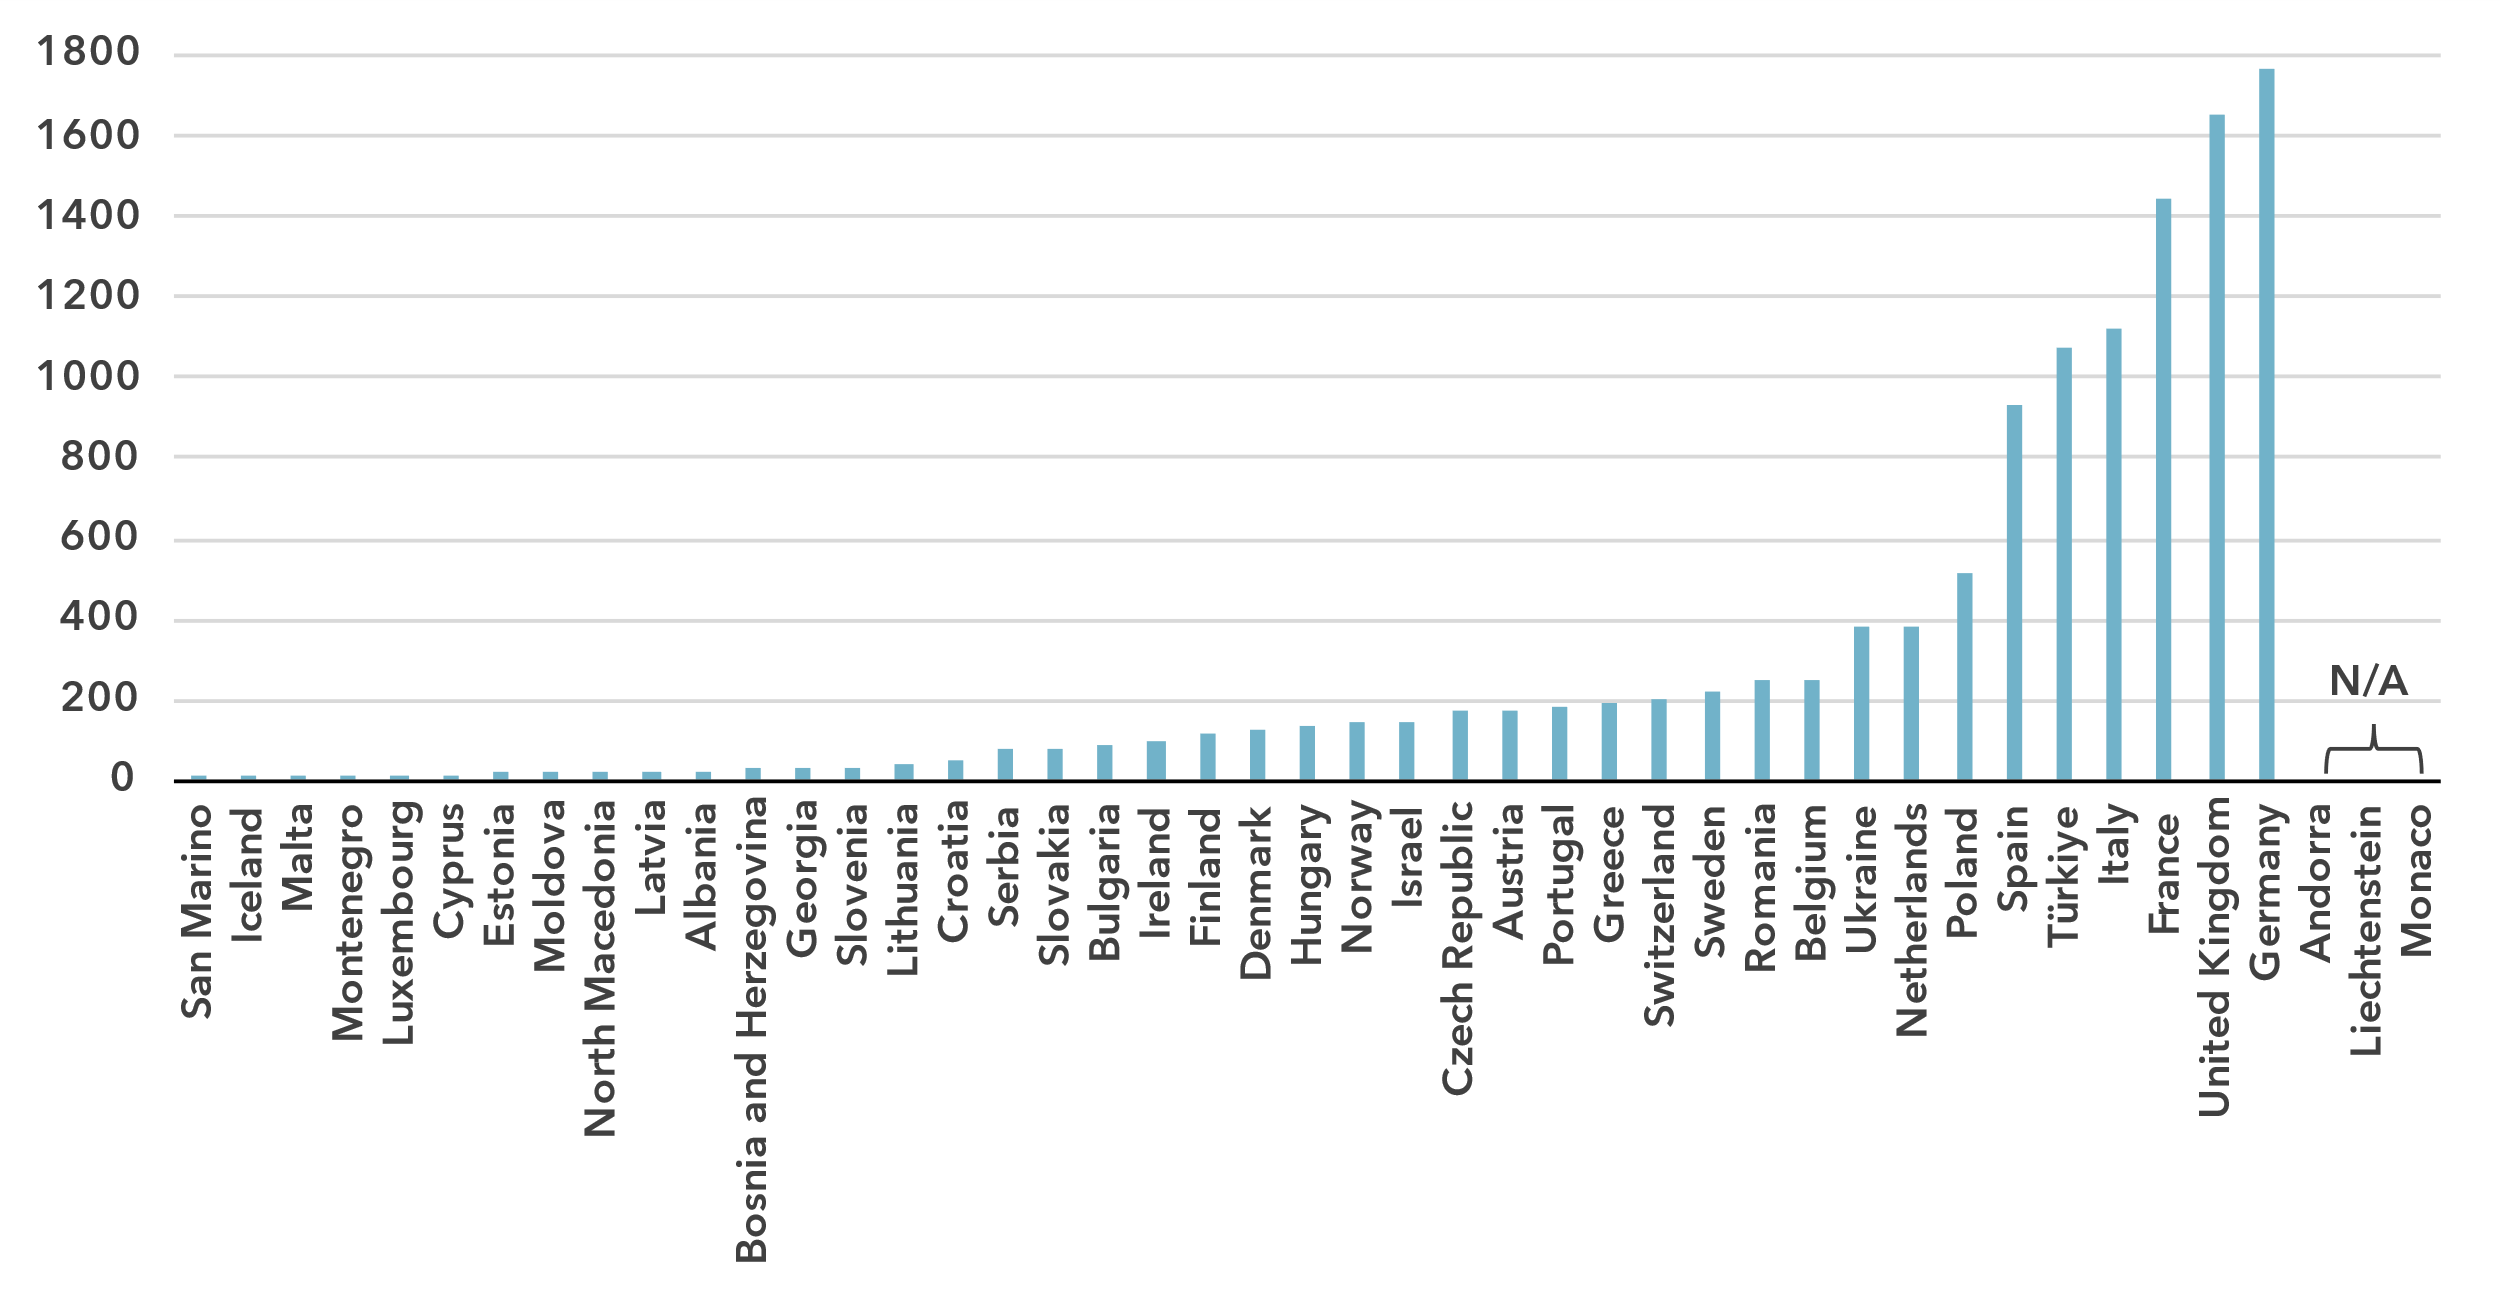 1800
1600
1400
1200
1000
800
600
400
200
0
N/A
San Marino
Iceland
Malta
Montenegro
Luxembourg
Cyprus
Estonia
Moldova
North Macedonia
Latvia
Albania
Bosnia and Herzegovina
Georgia
Slovenia
Lithuania
Croatia
Serbia
Slovakia
Bulgaria
Ireland
Finland
Denmark
Hungary
Norway
Israel
Czech Republic
Austria
Portugal
Greece
Switzerland
Sweden
Romania
Belgium
Ukraine
Netherlands
Poland
Spain
Türkiye
Italy
France
United Kingdom
Germany
Andorra
Liechtenstein
Monaco